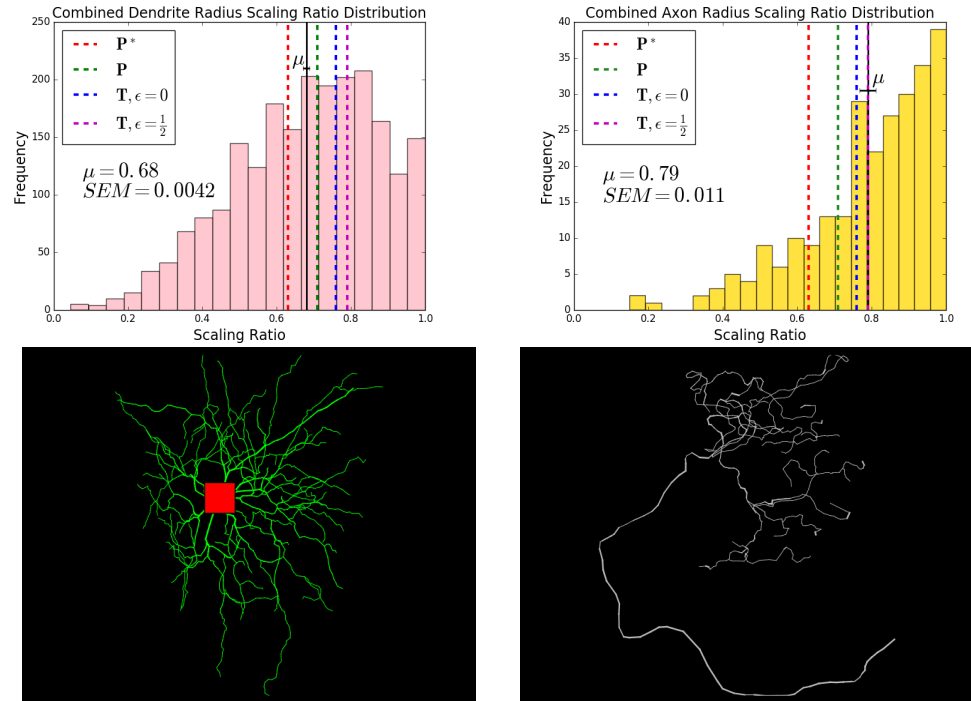 Combined Dendrite Radius Scaling Ratio Distribution
250
200
150
100
50
0
Frequency
P*
P
T, ϵ = 0
T, ϵ = 1/2
μ
μ = 0.68
SEM = 0.0042
0.0 0.2 0.4 0.6 0.8 1.0
Scaling Ratio
Combined Axon Radius Scaling Ratio Distribution
40
35
30
25
20
15
10
5
0
Frequency
P*
P
T, ϵ = 0
T, ϵ = 1/2
μ
μ = 0.79
SEM = 0.011
0.0 0.2 0.4 0.6 0.8 1.0
Scaling Ratio